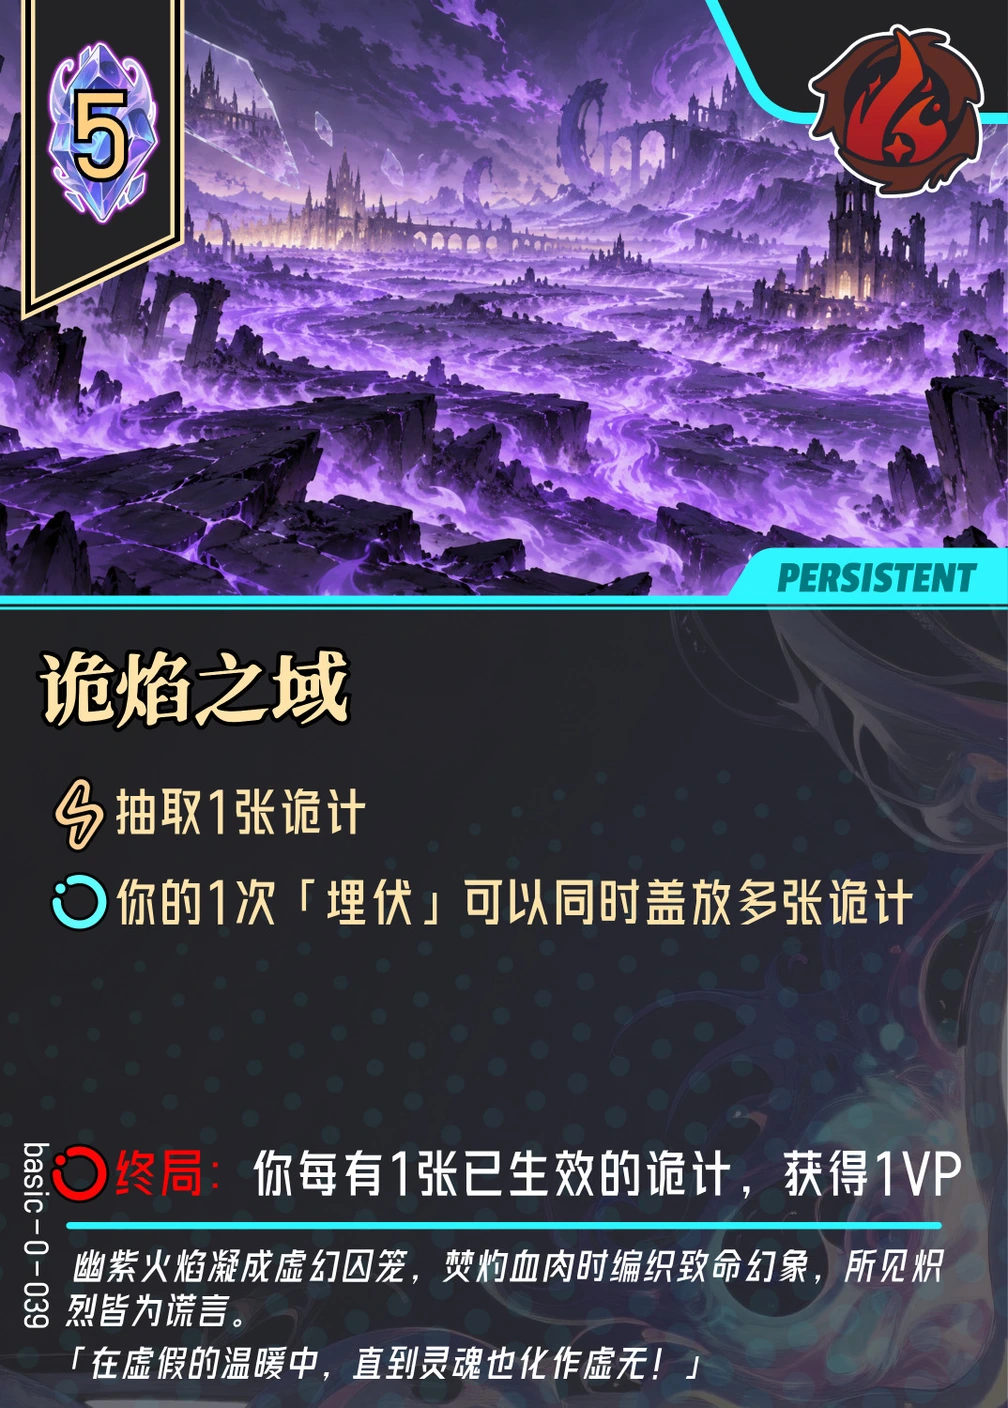 5
PERSISTENT
诡焰之域
抽取1张诡计
你的1次「埋伏」可以同时盖放多张诡计
终局：你每有1张已生效的诡计，获得1VP
basic-0-039
幽紫火焰凝成虚幻囚笼，焚灼血肉时编织致命幻象，所见炽
烈皆为谎言。
「在虚假的温暖中，直到灵魂也化作虚无！」